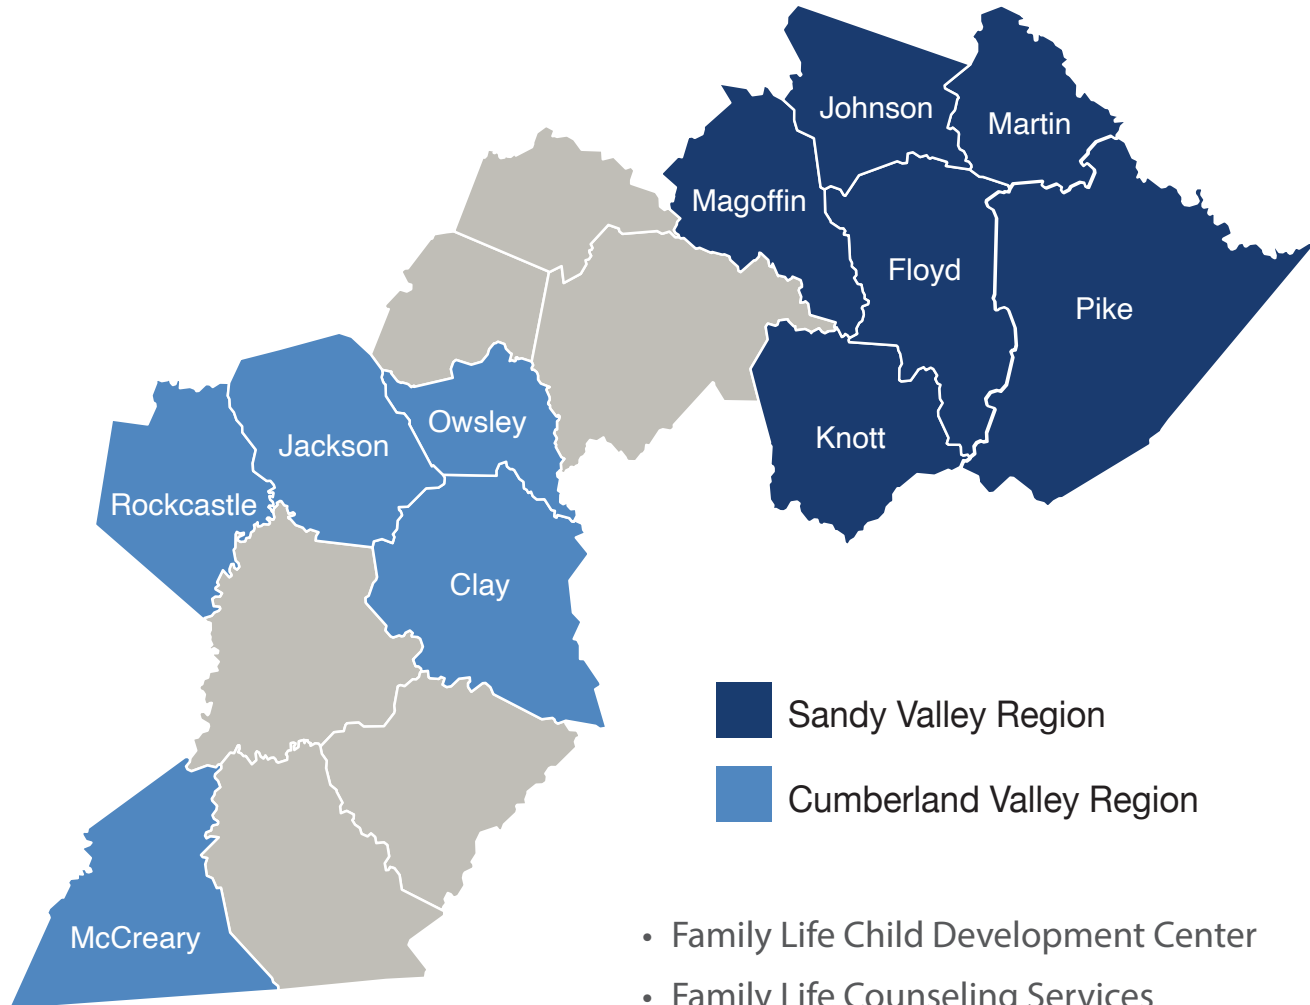 Johnson
Martin
Magoffin
Floyd
Pike
Owsley
Knott
Jackson
Rockcastle
Clay
Sandy Valley Region
Cumberland Valley Region
McCreary
• Family Life Child Development Center
• Family Life Counseling Services